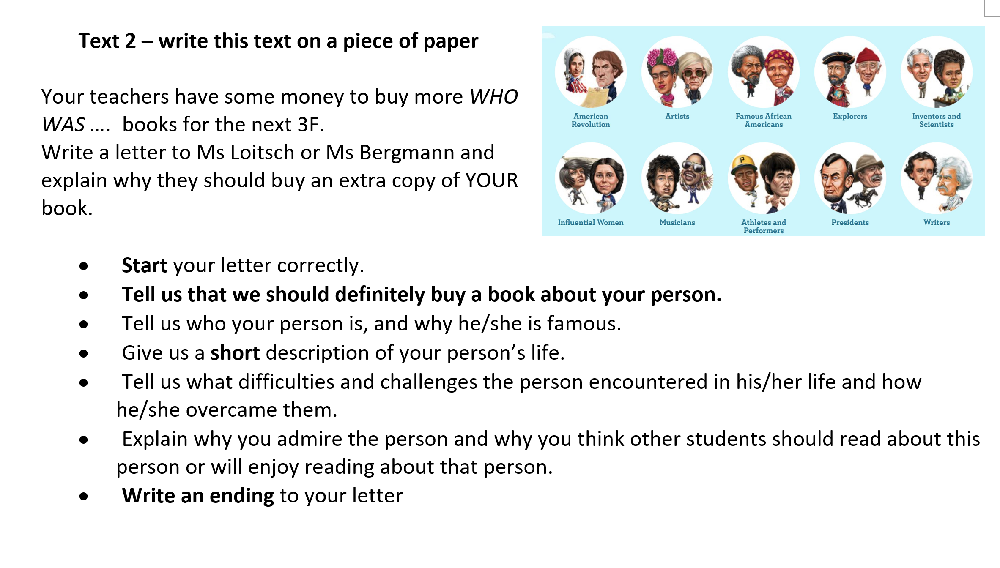 Text 2 – write this text on a piece of paper
Your teachers have some money to buy more WHO
WAS .... books for the next 3F.
Write a letter to Ms Loitsch or Ms Bergmann and
explain why they should buy an extra copy of YOUR
book.
American
Revolution
Artists
Famous African
Americans
Explorers
Inventors and
Scientists
P
Influential Women
Musicians
Athletes and
Performers
Presidents
Writers
• Start your letter correctly.
• Tell us that we should definitely buy a book about your person.
• Tell us who your person is, and why he/she is famous.
• Give us a short description of your person’s life.
• Tell us what difficulties and challenges the person encountered in his/her life and how
he/she overcame them.
• Explain why you admire the person and why you think other students should read about this
person or will enjoy reading about that person.
• Write an ending to your letter